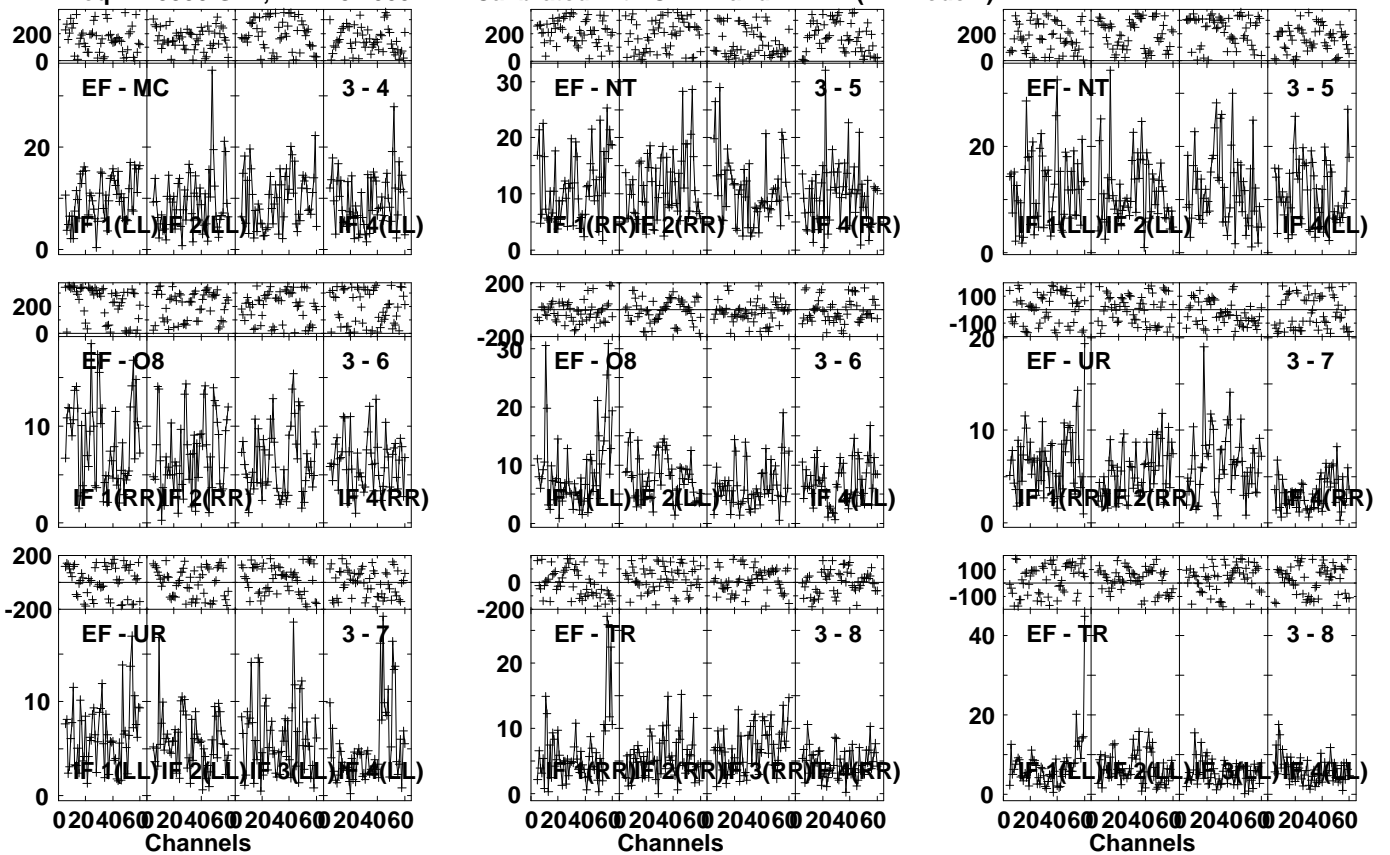 200
0
EF - MC
3 - 4
20
0
IF 1(LL)
IF 2(LL)
IF 4(LL)
200
0
EF - NT
3 - 5
30
20
10
0
IF 1(RR)
IF 2(RR)
IF 4(RR)
200
0
EF - NT
3 - 5
20
0
IF 1(LL)
IF 2(LL)
IF 4(LL)
200
0
EF - O8
3 - 6
10
0
IF 1(RR)
IF 2(RR)
IF 4(RR)
200
-200
EF - O8
3 - 6
30
20
10
0
IF 1(LL)
IF 2(LL)
IF 4(LL)
100
-100
EF - UR
3 - 7
20
10
0
IF 1(RR)
IF 2(RR)
IF 4(RR)
200
-200
EF - UR
3 - 7
10
0
IF 1(LL)
IF 2(LL)
IF 3(LL)
IF 4(LL)
0 20 40 60 0 20 40 60 0 20 40 60 0 20 40 60
Channels
0
-200
EF - TR
3 - 8
20
10
0
IF 1(RR)
IF 2(RR)
IF 3(RR)
IF 4(RR)
0 20 40 60 0 20 40 60 0 20 40 60 0 20 40 60
Channels
100
-100
EF - TR
3 - 8
40
20
0
IF 1(LL)
IF 2(LL)
IF 3(LL)
IF 4(LL)
0 20 40 60 0 20 40 60 0 20 40 60 0 20 40 60
Channels